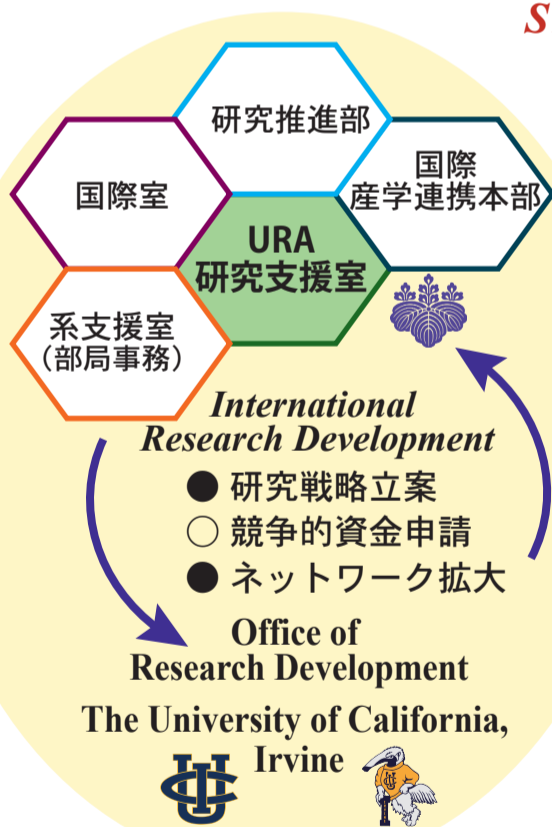 S
研究推進部
国際室
国際
産学連携本部
URA
研究支援室
系支援室
（部局事務）
International
Research Development
● 研究戦略立案
○ 競争的資金申請
● ネットワーク拡大
Office of
Research Development
The University of California,
Irvine